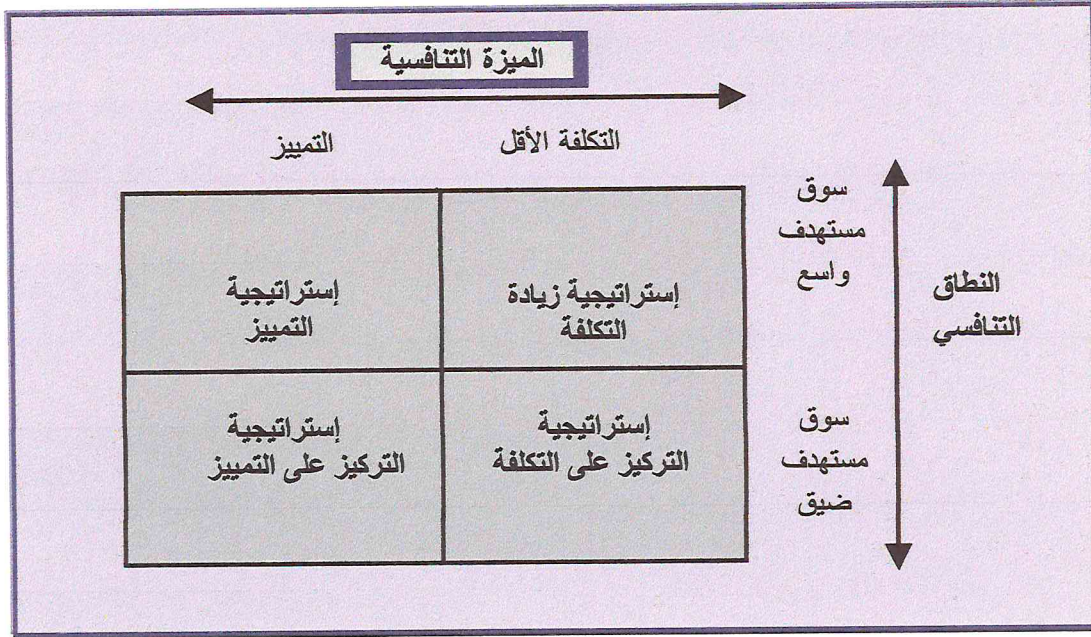 الميزة التنافسية
التكلفة الأقل
التمييز
سوق
مستهدف
واسع
النطاق
التنافسي
إستراتيجية زيادة
التكلفة
إستراتيجية
التمييز
سوق
مستهدف
ضيق
إستراتيجية
التركيز على التكلفة
إستراتيجية
التركيز على التمييز